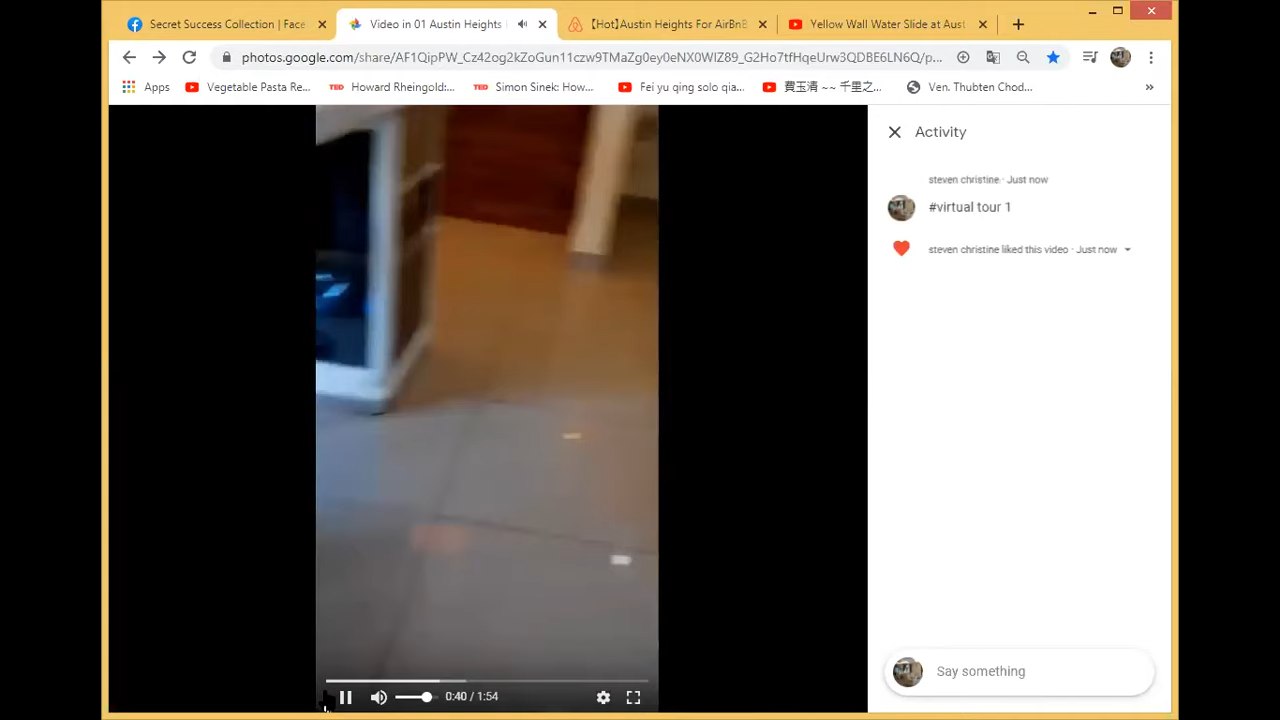 Secret Success Collection | Face
Video in 01 Austin Heights
【Hot】Austin Heights For AirBnB
Yellow Wall Water Slide at Aust
photos.google.com/share/AF1QipPW_Cz42og2kZoGun11czw9TMaZg0ey0eNX0WIZ89_G2Ho7tfHqeUrw3QDBE6LN6Q/p...
Apps
Vegetable Pasta Re...
TED Howard Rheingold:...
TED Simon Sinek: How...
Fei yu qing solo qia...
費玉清 ~~ 千里之...
Ven. Thubten Chod...
»
Activity
steven christine · Just now
#virtual tour 1
steven christine liked this video · Just now
Say something
0:40 / 1:54